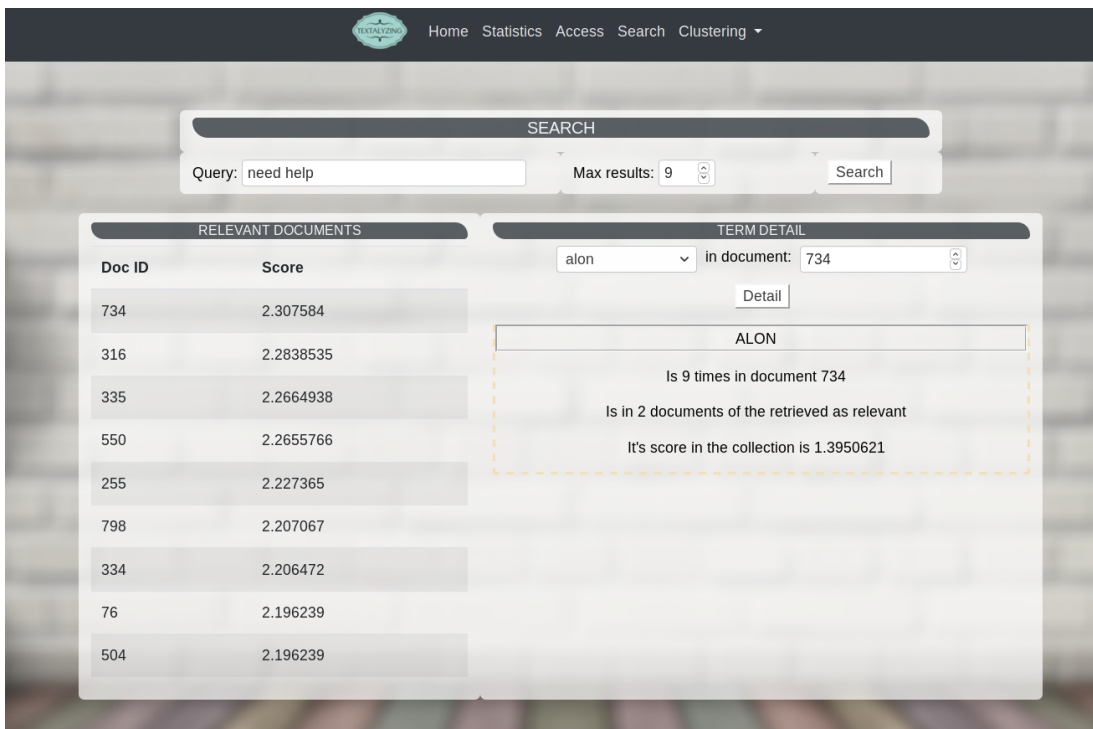 TEXTALYZING Home Statistics Access Search Clustering
SEARCH
Query: need help Max results: 9 Search
RELEVANT DOCUMENTS
Doc ID Score
734 2.307584
316 2.2838535
335 2.2664938
550 2.2655766
255 2.227365
798 2.207067
334 2.206472
76 2.196239
504 2.196239
TERM DETAIL
alon in document: 734
Detail
ALON
Is 9 times in document 734
Is in 2 documents of the retrieved as relevant
It's score in the collection is 1.3950621